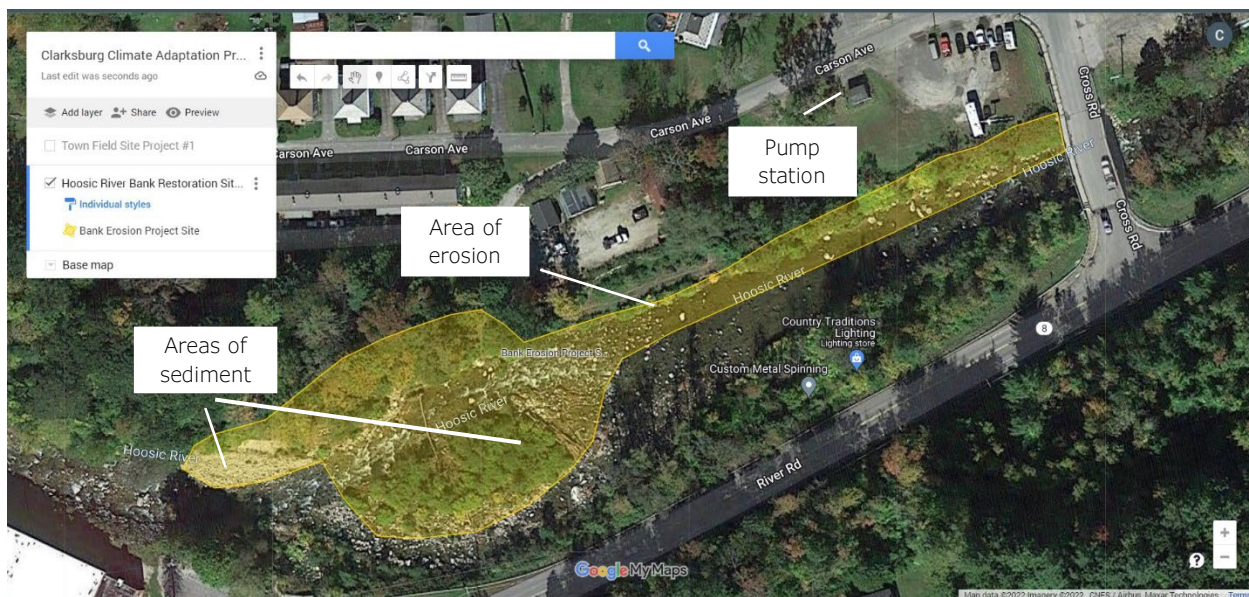 Clarksburg Climate Adaptation Pr...
Last edit was seconds ago
Add layer
Share
Preview
Town Field Site Project #1
Hoosic River Bank Restoration Sit...
Individual styles
Bank Erosion Project Site
Base map
C
Carson Ave
Carson Ave
Carson Ave
Carson Ave
Cross Rd
Cross Rd
Pump
station
Area of
erosion
Areas of
sediment
Hoosic River
Hoosic River
Hoosic River
Hoosic River
Bank Erosion Project S...
Country Traditions
Lighting
Lighting store
Custom Metal Spinning
8
River Rd
Google MyMaps
+
−
?
Map data ©2022 Imagery ©2022 , CNES / Airbus, Maxar Technologies
Terms